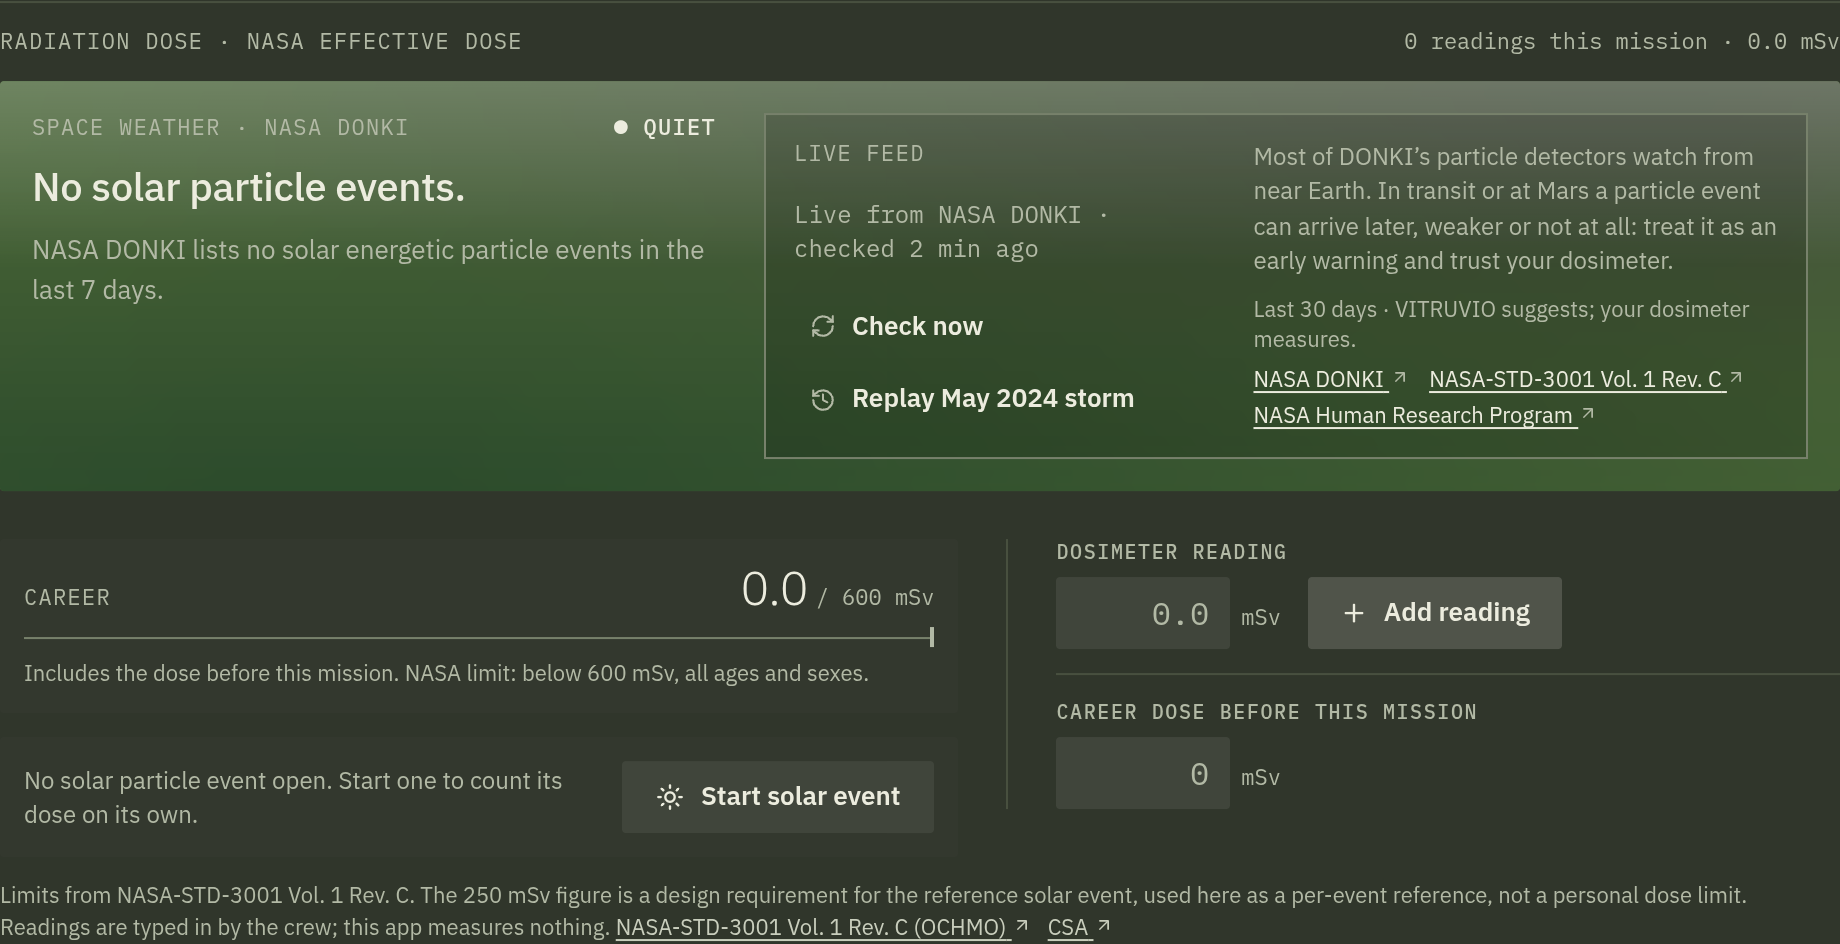 RADIATION DOSE · NASA EFFECTIVE DOSE
0 readings this mission · 0.0 mSv
SPACE WEATHER · NASA DONKI
QUIET
No solar particle events.
NASA DONKI lists no solar energetic particle events in the
last 7 days.
LIVE FEED
Live from NASA DONKI ·
checked 2 min ago
Check now
Replay May 2024 storm
Most of DONKI’s particle detectors watch from
near Earth. In transit or at Mars a particle event
can arrive later, weaker or not at all: treat it as an
early warning and trust your dosimeter.
Last 30 days · VITRUVIO suggests; your dosimeter
measures.
NASA DONKI ↗ NASA-STD-3001 Vol. 1 Rev. C ↗
NASA Human Research Program ↗
CAREER
0.0 / 600 mSv
Includes the dose before this mission. NASA limit: below 600 mSv, all ages and sexes.
No solar particle event open. Start one to count its
dose on its own.
Start solar event
DOSIMETER READING
0.0 mSv
+ Add reading
CAREER DOSE BEFORE THIS MISSION
0 mSv
Limits from NASA-STD-3001 Vol. 1 Rev. C. The 250 mSv figure is a design requirement for the reference solar event, used here as a per-event reference, not a personal dose limit.
Readings are typed in by the crew; this app measures nothing. NASA-STD-3001 Vol. 1 Rev. C (OCHMO) ↗ CSA ↗